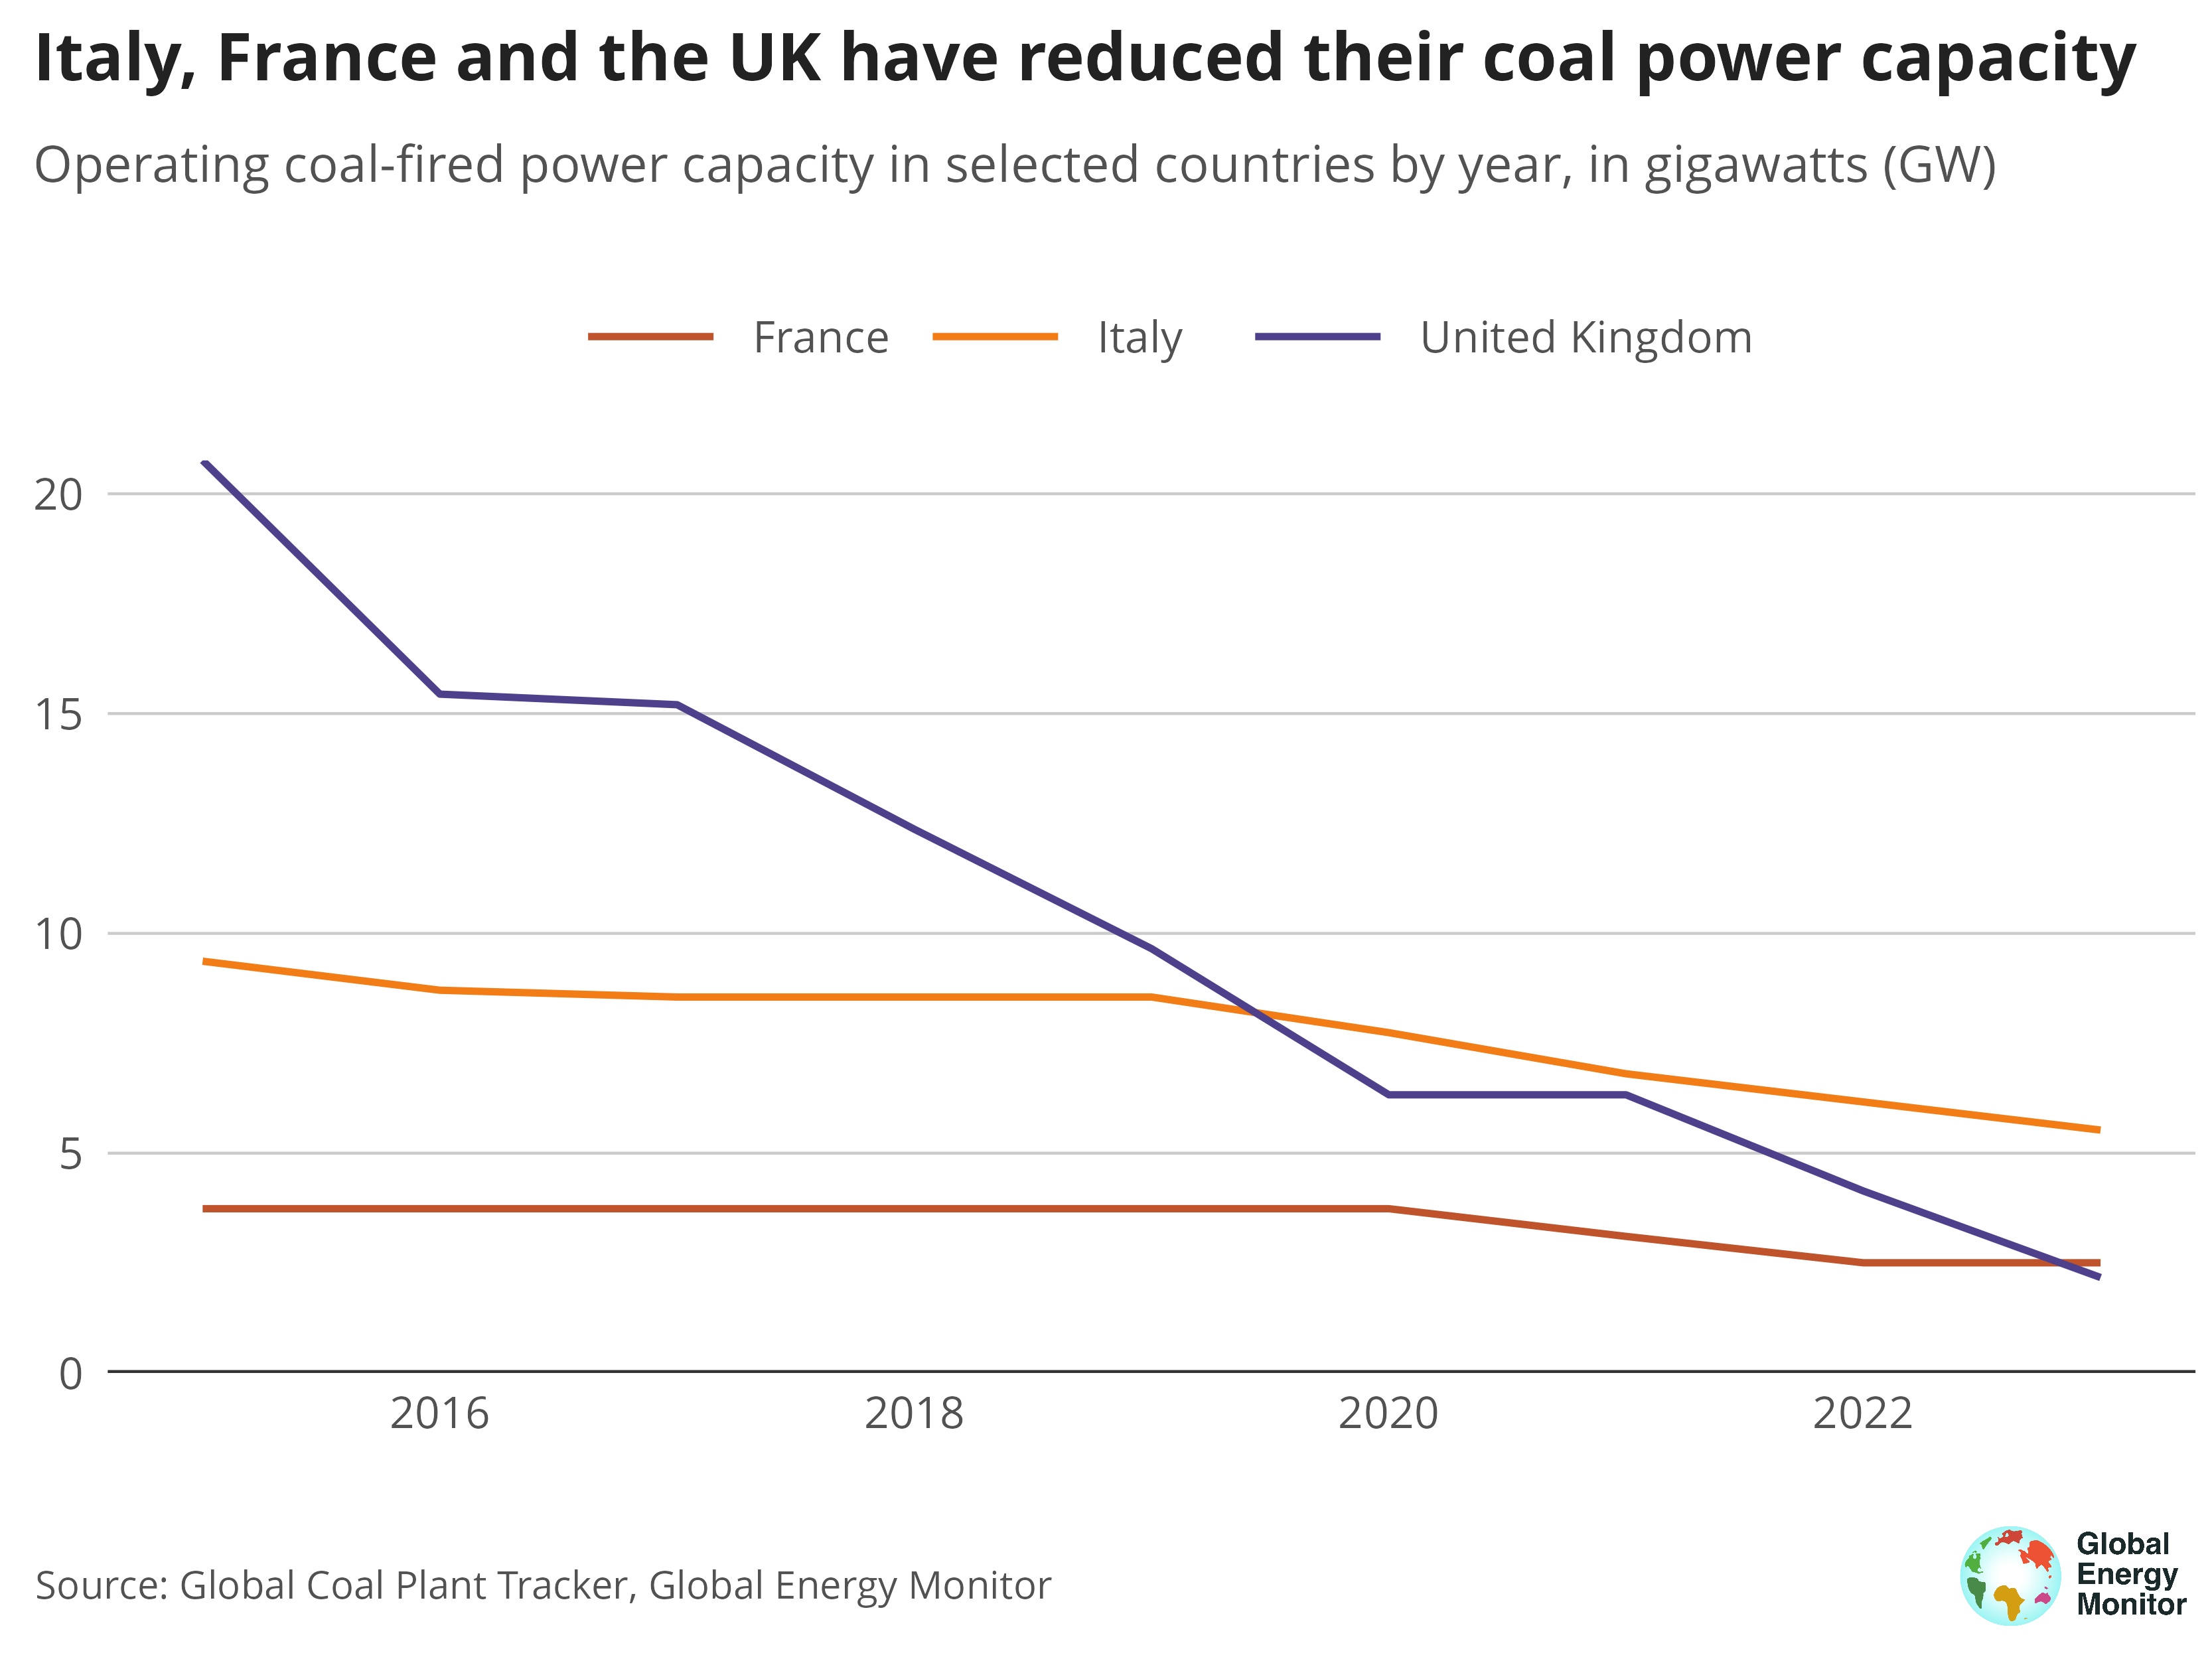 Italy, France and the UK have reduced their coal power capacity
Operating coal-fired power capacity in selected countries by year, in gigawatts (GW)
France Italy United Kingdom
20
15
10
5
0
2016 2018 2020 2022
Source: Global Coal Plant Tracker, Global Energy Monitor
Global
Energy
Monitor